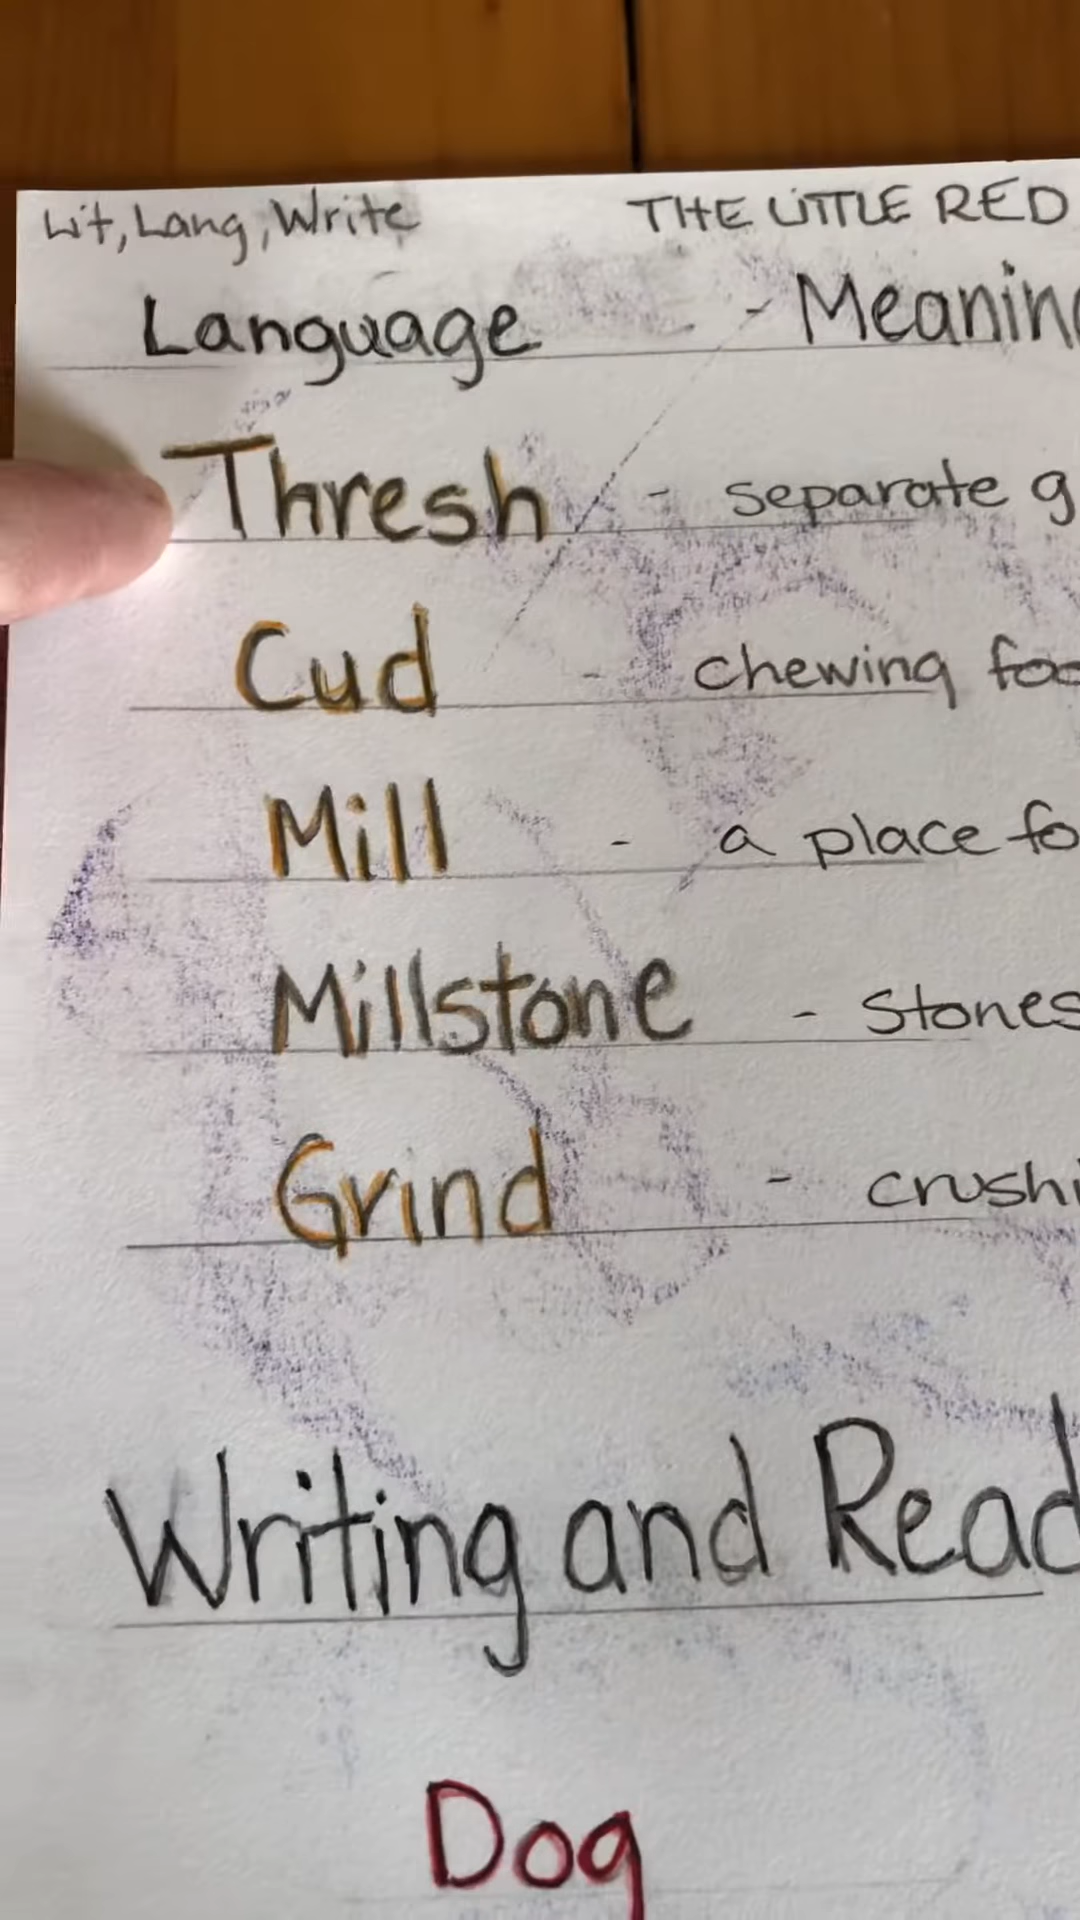 Lit, Lang, Write THE LITTLE RED
Language - Meaning
Thresh - separate g
Cud - chewing foo
Mill - a place fo
Millstone - stones
Grind - crushi
Writing and Read
Dog